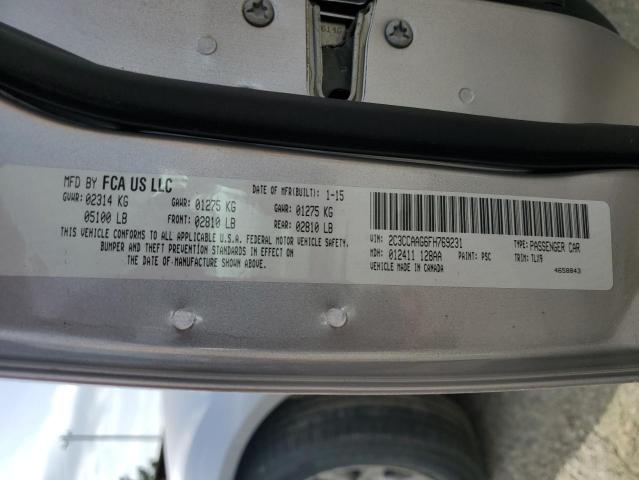 MFD BY FCA US LLC
DATE OF MFR(BUILT): 1-15
GVWR: 02314 KG
GAWR: 01275 KG
GAWR: 01275 KG
05100 LB
FRONT: 02810 LB
REAR: 02810 LB
THIS VEHICLE CONFORMS TO ALL APPLICABLE U.S.A. FEDERAL MOTOR VEHICLE SAFETY,
BUMPER AND THEFT PREVENTION STANDARDS IN EFFECT ON
THE DATE OF MANUFACTURE SHOWN ABOVE.
VIN: 2C3CCAAG6FH769231
TYPE: PASSENGER CAR
MDH: 012411 128AA
PAINT: PSC
TRIM: TLX9
VEHICLE MADE IN CANADA
4658843